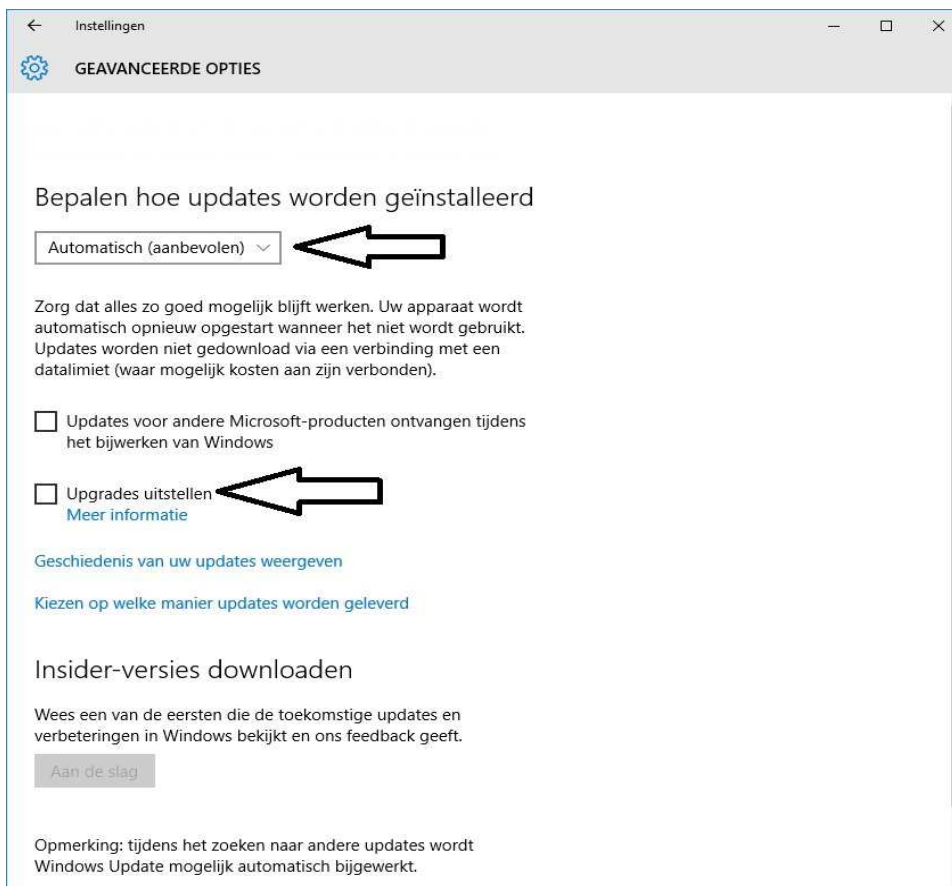 Instellingen
GEAVANCEERDE OPTIES
Bepalen hoe updates worden geïnstalleerd
Automatisch (aanbevolen)
Zorg dat alles zo goed mogelijk blijft werken. Uw apparaat wordt
automatisch opnieuw opgestart wanneer het niet wordt gebruikt.
Updates worden niet gedownload via een verbinding met een
datalimiet (waar mogelijk kosten aan zijn verbonden).
Updates voor andere Microsoft-producten ontvangen tijdens
het bijwerken van Windows
Upgrades uitstellen
Meer informatie
Geschiedenis van uw updates weergeven
Kiezen op welke manier updates worden geleverd
Insider-versies downloaden
Wees een van de eersten die de toekomstige updates en
verbeteringen in Windows bekijkt en ons feedback geeft.
Aan de slag
Opmerking: tijdens het zoeken naar andere updates wordt
Windows Update mogelijk automatisch bijgewerkt.